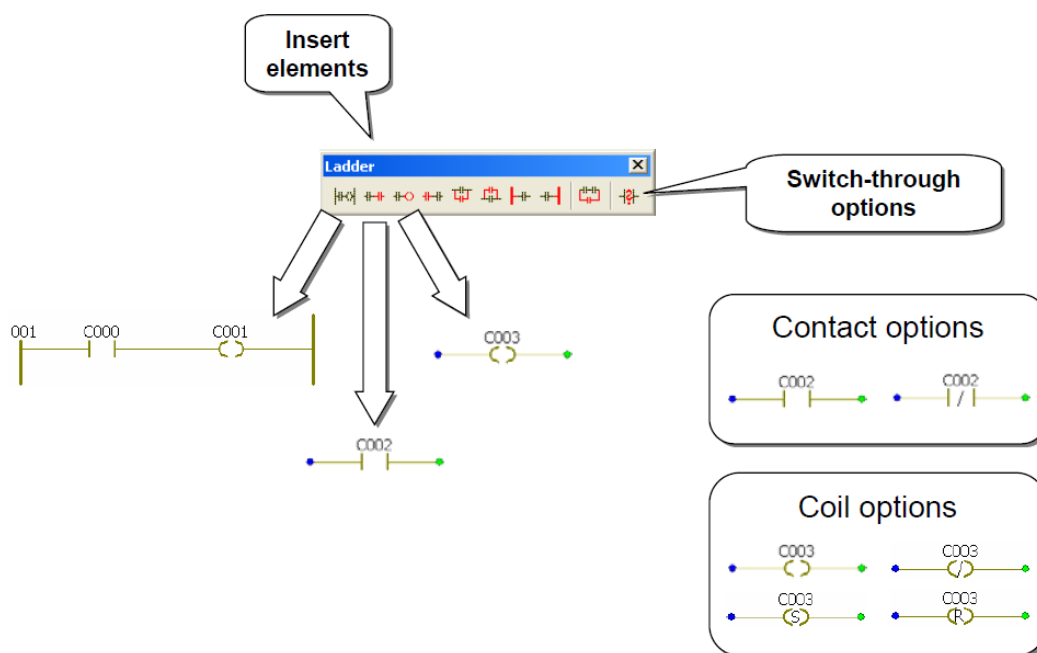 Insert
elements
Ladder
Switch-through
options
001 C000 C001
C003
C002
Contact options
C002 C002
/
Coil options
C003 C003
/
C003 C003
S R